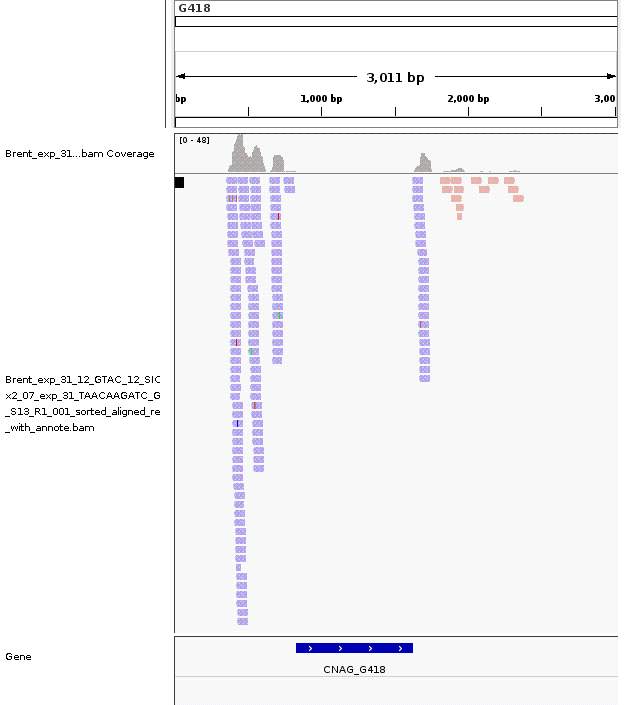 G418
3,011 bp
bp 1,000 bp 2,000 bp 3,00
[0 - 48]
Brent_exp_31...bam Coverage
Brent_exp_31_12_GTAC_12_SIC
x2_07_exp_31_TAACAAGATC_G
_S13_R1_001_sorted_aligned_re
_with_annote.bam
Gene
CNAG_G418